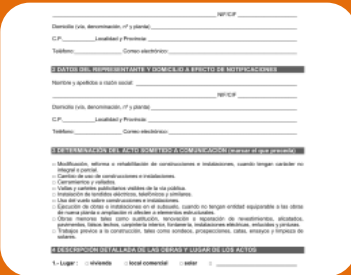 NIF/CIF
Domicilio (vía, denominación, nº y planta):
C.P. Localidad y Provincia:
Teléfono: Correo electrónico:
2 DATOS DEL REPRESENTANTE Y DOMICILIO A EFECTO DE NOTIFICACIONES
Nombre y apellidos o razón social:
NIF/CIF
Domicilio (vía, denominación, nº y planta):
C.P. Localidad y Provincia:
Teléfono: Correo electrónico:
3 DETERMINACIÓN DEL ACTO SOMETIDO A COMUNICACIÓN (marcar el que proceda)
□ Modificación, reforma o rehabilitación de construcciones e instalaciones, cuando tengan carácter no
integral o parcial.
□ Cambio de uso de construcciones e instalaciones.
□ Cerramientos y vallados.
□ Vallas y carteles publicitarios visibles de la vía pública.
□ Instalación de tendidos eléctricos, telefónicos y similares.
□ Uso del vuelo sobre construcciones e instalaciones.
□ Ejecución de obras e instalaciones en el subsuelo, cuando no tengan entidad equiparable a las obras
de nueva planta o ampliación ni afecten a elementos estructurales.
□ Obras menores tales como sustitución, renovación o reparación de revestimientos, alicatados,
pavimentos, falsos techos, carpintería interior, fontanería, instalaciones eléctricas, enlucidos y pinturas.
□ Trabajos previos a la construcción, tales como sondeos, prospecciones, catas, ensayos y limpieza de
solares.
4 DESCRIPCIÓN DETALLADA DE LAS OBRAS Y LUGAR DE LOS ACTOS
1.- Lugar : □ vivienda □ local comercial □ solar □